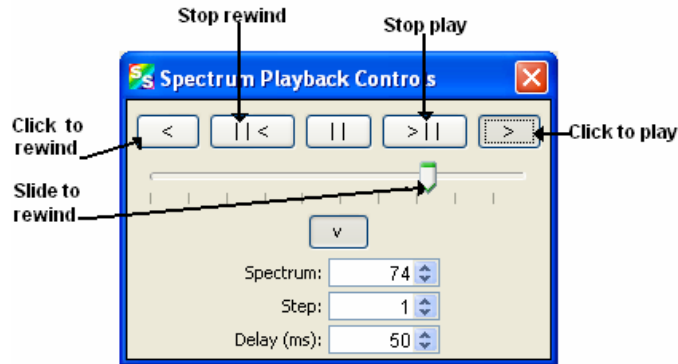 Stop rewind
Stop play
SS Spectrum Playback Controls
Click to
rewind
< ||< || >|| >
Click to play
Slide to
rewind
v
Spectrum: 74
Step: 1
Delay (ms): 50